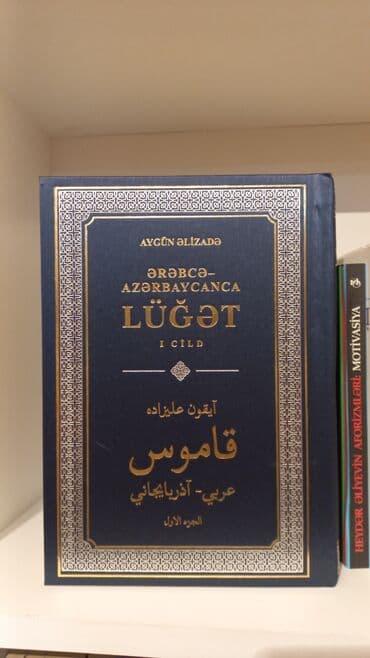 AYGÜN ƏLİZADƏ
ƏRƏBCƏ–
AZƏRBAYCANCA
LÜĞƏT
I CİLD
آيقون عليزاده
قاموس
عربي- آذربايجاني
الجزء الاول
HEYDƏR ƏLİYEVİN AFORİZMLƏRİ: MOTİVASİYA